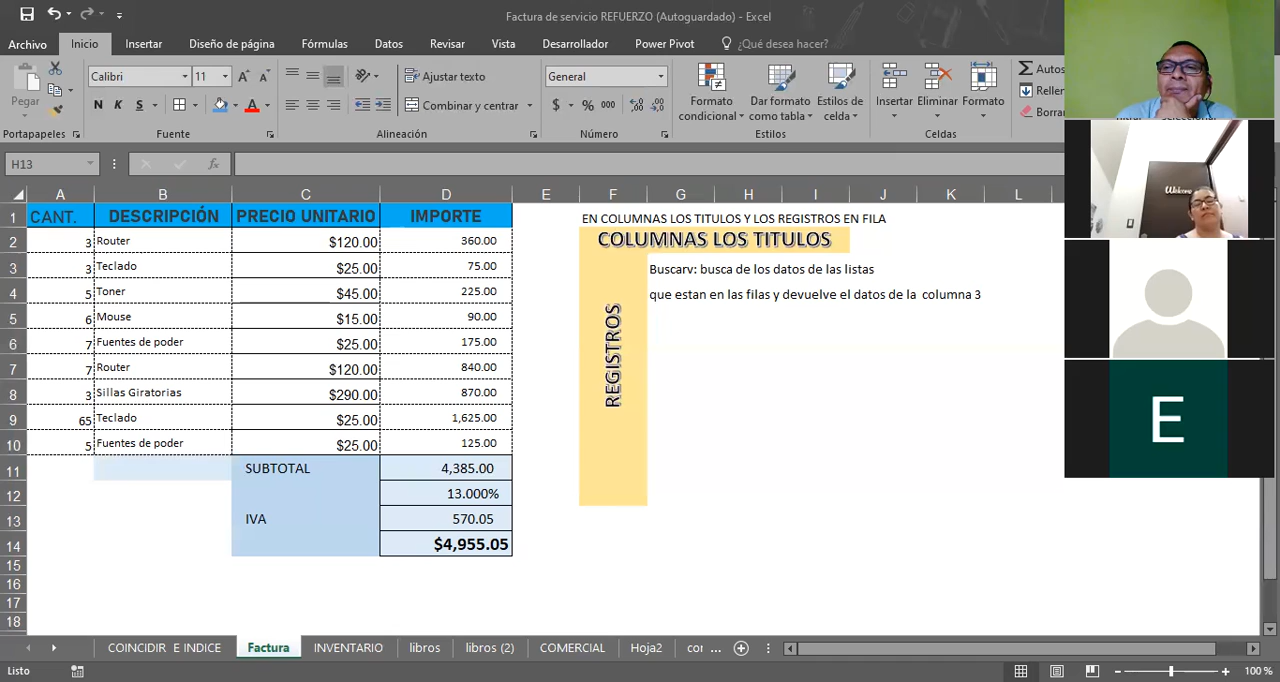 Factura de servicio REFUERZO (Autoguardado) - Excel
Archivo Inicio Insertar Diseño de página Fórmulas Datos Revisar Vista Desarrollador Power Pivot ¿Qué desea hacer?
Pegar
Portapapeles
Calibri 11
N K S
Fuente
Ajustar texto
Combinar y centrar
Alineación
General
$ % 000
Número
Formato condicional
Dar formato como tabla
Estilos de celda
Estilos
Insertar Eliminar Formato
Celdas
Σ Autos
Reller
Borra
H13
fx
A B C D E F G H I J K L
1 CANT. DESCRIPCIÓN PRECIO UNITARIO IMPORTE EN COLUMNAS LOS TITULOS Y LOS REGISTROS EN FILA
2 3 Router $120.00 360.00 COLUMNAS LOS TITULOS
3 3 Teclado $25.00 75.00 Buscarv: busca de los datos de las listas
4 5 Toner $45.00 225.00 que estan en las filas y devuelve el datos de la columna 3
5 6 Mouse $15.00 90.00
6 7 Fuentes de poder $25.00 175.00
REGISTROS
7 7 Router $120.00 840.00
8 3 Sillas Giratorias $290.00 870.00
9 65 Teclado $25.00 1,625.00
10 5 Fuentes de poder $25.00 125.00
11 SUBTOTAL 4,385.00
12 13.000%
13 IVA 570.05
14 $4,955.05
15
16
17
18
COINCIDIR E INDICE Factura INVENTARIO libros libros (2) COMERCIAL Hoja2 cor ...
Listo
100 %
Welcome
E